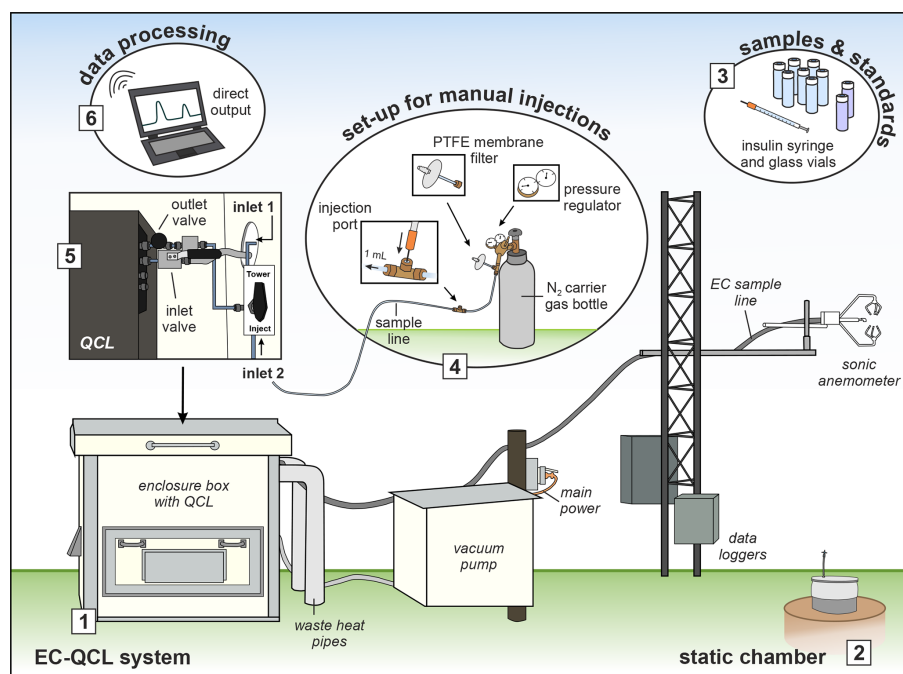 data processing
6
direct
output
set-up for manual injections
PTFE membrane
filter
injection
port
1 mL
pressure
regulator
N₂ carrier
gas bottle
sample
line
4
samples & standards
3
insulin syringe
and glass vials
5
outlet
valve
inlet 1
Tower
inlet
valve
QCL
Inject
inlet 2
EC sample
line
sonic
anemometer
enclosure box
with QCL
main
power
vacuum
pump
data
loggers
1
waste heat
pipes
EC-QCL system
static chamber
2